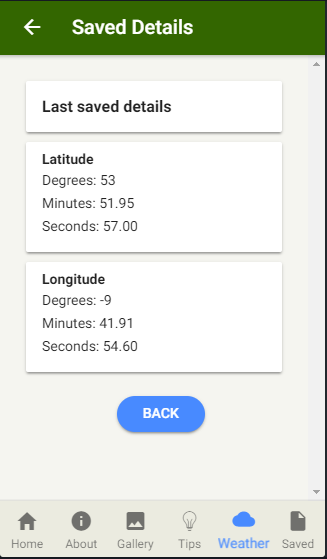 Saved Details
Last saved details
Latitude
Degrees: 53
Minutes: 51.95
Seconds: 57.00
Longitude
Degrees: -9
Minutes: 41.91
Seconds: 54.60
BACK
Home About Gallery Tips Weather Saved